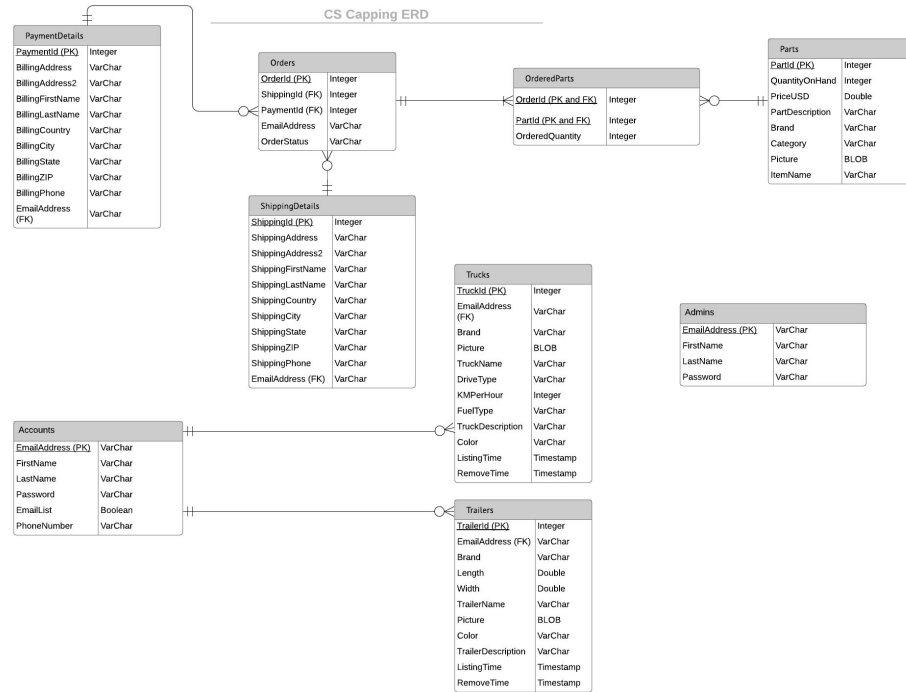 CS Capping ERD
PaymentDetails
PaymentId (PK) Integer
BillingAddress VarChar
BillingAddress2 VarChar
BillingFirstName VarChar
BillingLastName VarChar
BillingCountry VarChar
BillingCity VarChar
BillingState VarChar
BillingZIP VarChar
BillingPhone VarChar
EmailAddress
(FK) VarChar
Orders
OrderId (PK) Integer
ShippingId (FK) Integer
PaymentId (FK) Integer
EmailAddress VarChar
OrderStatus VarChar
OrderedParts
OrderId (PK and FK) Integer
PartId (PK and FK) Integer
OrderedQuantity Integer
Parts
PartId (PK) Integer
QuantityOnHand Integer
PriceUSD Double
PartDescription VarChar
Brand VarChar
Category VarChar
Picture BLOB
ItemName VarChar
ShippingDetails
ShippingId (PK) Integer
ShippingAddress VarChar
ShippingAddress2 VarChar
ShippingFirstName VarChar
ShippingLastName VarChar
ShippingCountry VarChar
ShippingCity VarChar
ShippingState VarChar
ShippingZIP VarChar
ShippingPhone VarChar
EmailAddress (FK) VarChar
Trucks
TruckId (PK) Integer
EmailAddress
(FK) VarChar
Brand VarChar
Picture BLOB
TruckName VarChar
DriveType VarChar
KMPerHour Integer
FuelType VarChar
TruckDescription VarChar
Color VarChar
ListingTime Timestamp
RemoveTime Timestamp
Admins
EmailAddress (PK) VarChar
FirstName VarChar
LastName VarChar
Password VarChar
Accounts
EmailAddress (PK) VarChar
FirstName VarChar
LastName VarChar
Password VarChar
EmailList Boolean
PhoneNumber VarChar
Trailers
TrailerId (PK) Integer
EmailAddress (FK) VarChar
Brand VarChar
Length Double
Width Double
TrailerName VarChar
Picture BLOB
Color VarChar
TrailerDescription VarChar
ListingTime Timestamp
RemoveTime Timestamp